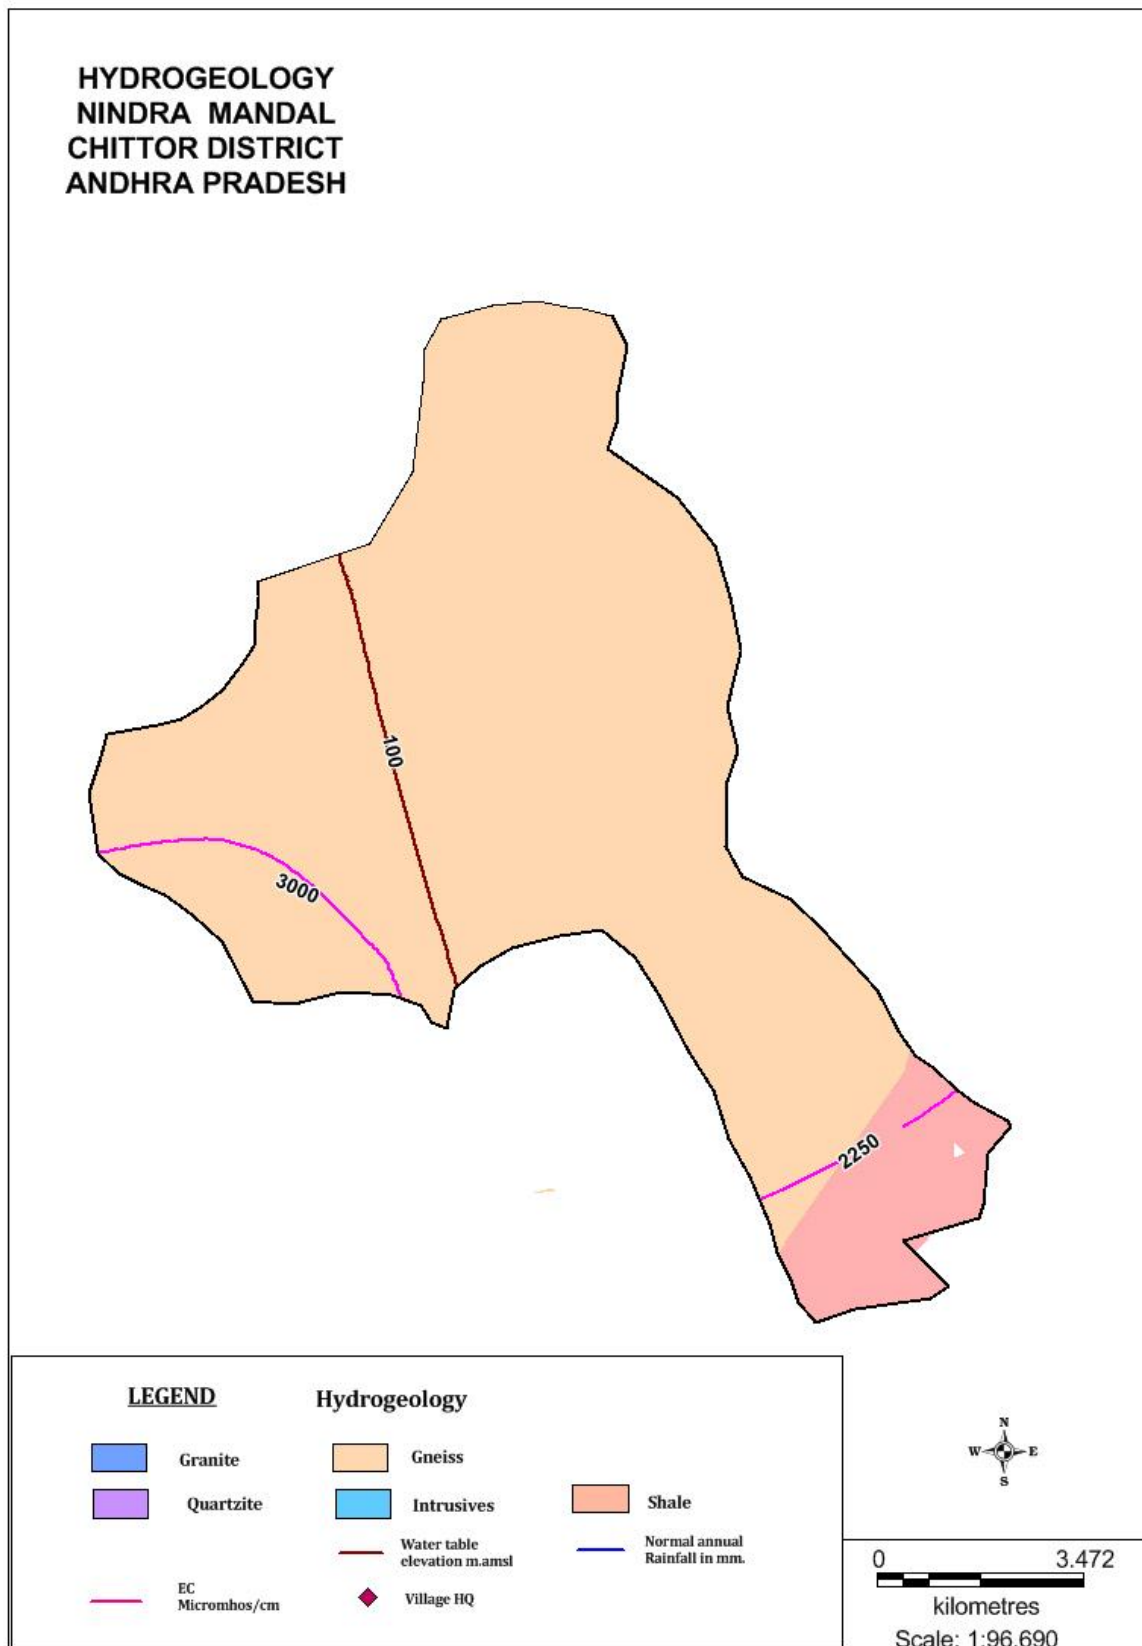 HYDROGEOLOGY
NINDRA MANDAL
CHITTOR DISTRICT
ANDHRA PRADESH
100
3000
2250
LEGEND
Hydrogeology
Granite
Gneiss
Quartzite
Intrusives
Shale
Water table
elevation m.amsl
Normal annual
Rainfall in mm.
EC
Micromhos/cm
Village HQ
N
W E
S
0 3.472
kilometres
Scale: 1:96,690